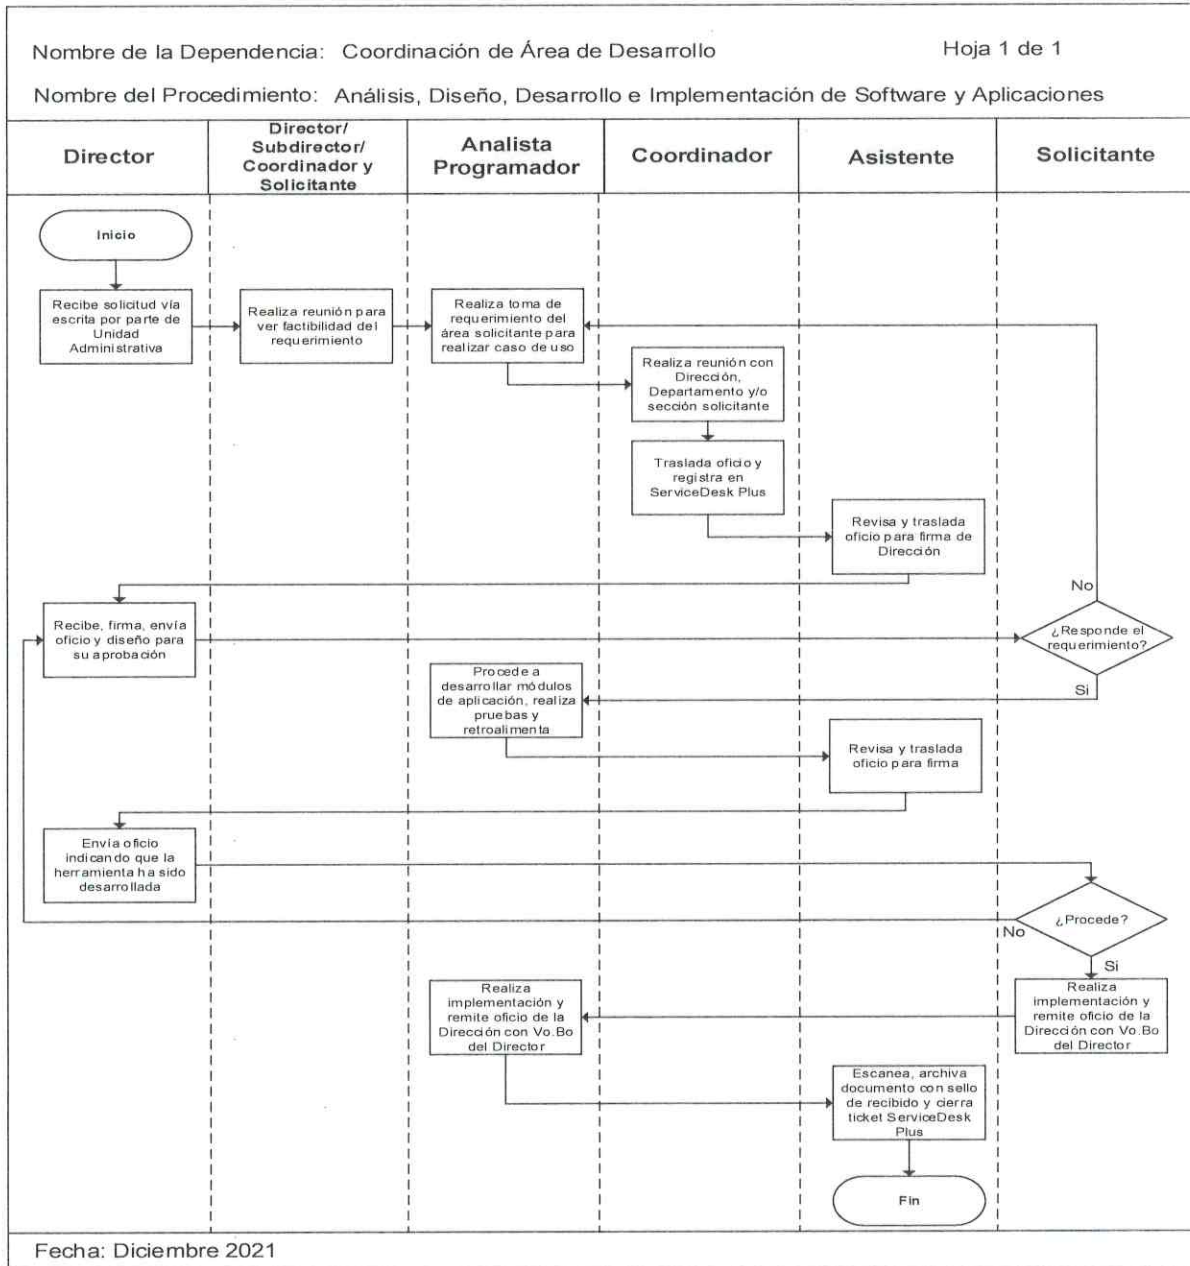 Nombre de la Dependencia: Coordinación de Área de Desarrollo
Hoja 1 de 1
Nombre del Procedimiento: Análisis, Diseño, Desarrollo e Implementación de Software y Aplicaciones
Director
Director/
Subdirector/
Coordinador y
Solicitante
Analista
Programador
Coordinador
Asistente
Solicitante
Inicio
Recibe solicitud vía
escrita por parte de
Unidad
Administrativa
Realiza reunión para
ver factibilidad del
requerimiento
Realiza toma de
requerimiento del
área solicitante para
realizar caso de uso
Realiza reunión con
Dirección,
Departamento y/o
sección solicitante
Traslada oficio y
registra en
ServiceDesk Plus
Revisa y traslada
oficio para firma de
Dirección
No
Recibe, firma, envía
oficio y diseño para
su aprobación
¿Responde el
requerimiento?
Si
Procede a
desarrollar módulos
de aplicación, realiza
pruebas y
retroalimenta
Revisa y traslada
oficio para firma
Envía oficio
indicando que la
herramienta ha sido
desarrollada
¿Procede?
No
Si
Realiza
implementación y
remite oficio de la
Dirección con Vo.Bo
del Director
Realiza
implementación y
remite oficio de la
Dirección con Vo.Bo
del Director
Escanea, archiva
documento con sello
de recibido y cierra
ticket ServiceDesk
Plus
Fin
Fecha: Diciembre 2021